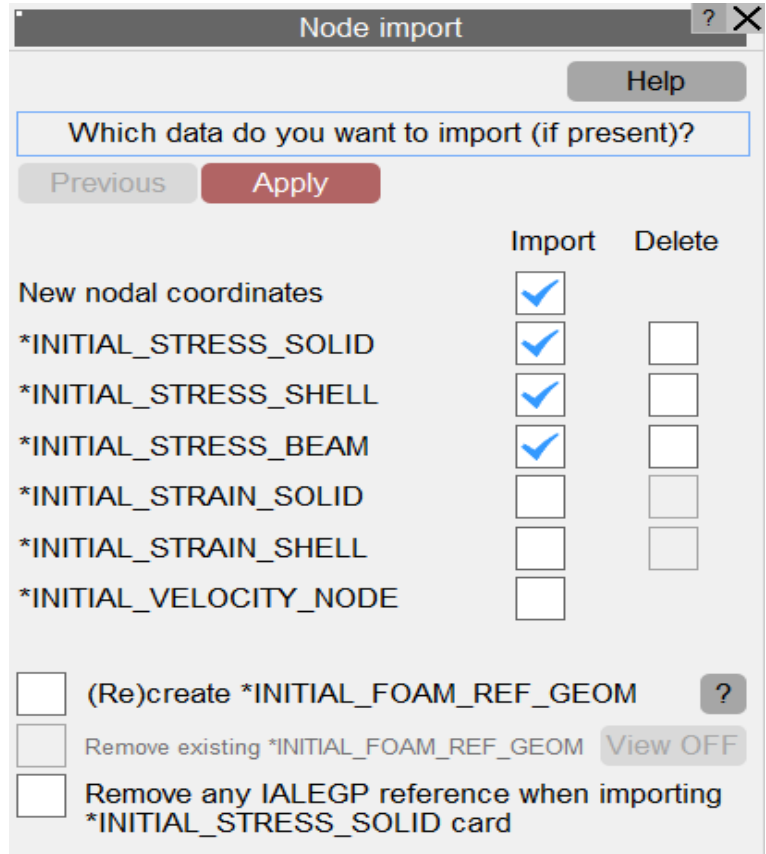 Node import ?
Help
Which data do you want to import (if present)?
Previous Apply
Import Delete
New nodal coordinates
*INITIAL_STRESS_SOLID
*INITIAL_STRESS_SHELL
*INITIAL_STRESS_BEAM
*INITIAL_STRAIN_SOLID
*INITIAL_STRAIN_SHELL
*INITIAL_VELOCITY_NODE
(Re)create *INITIAL_FOAM_REF_GEOM ?
Remove existing *INITIAL_FOAM_REF_GEOM View OFF
Remove any IALEGP reference when importing
*INITIAL_STRESS_SOLID card